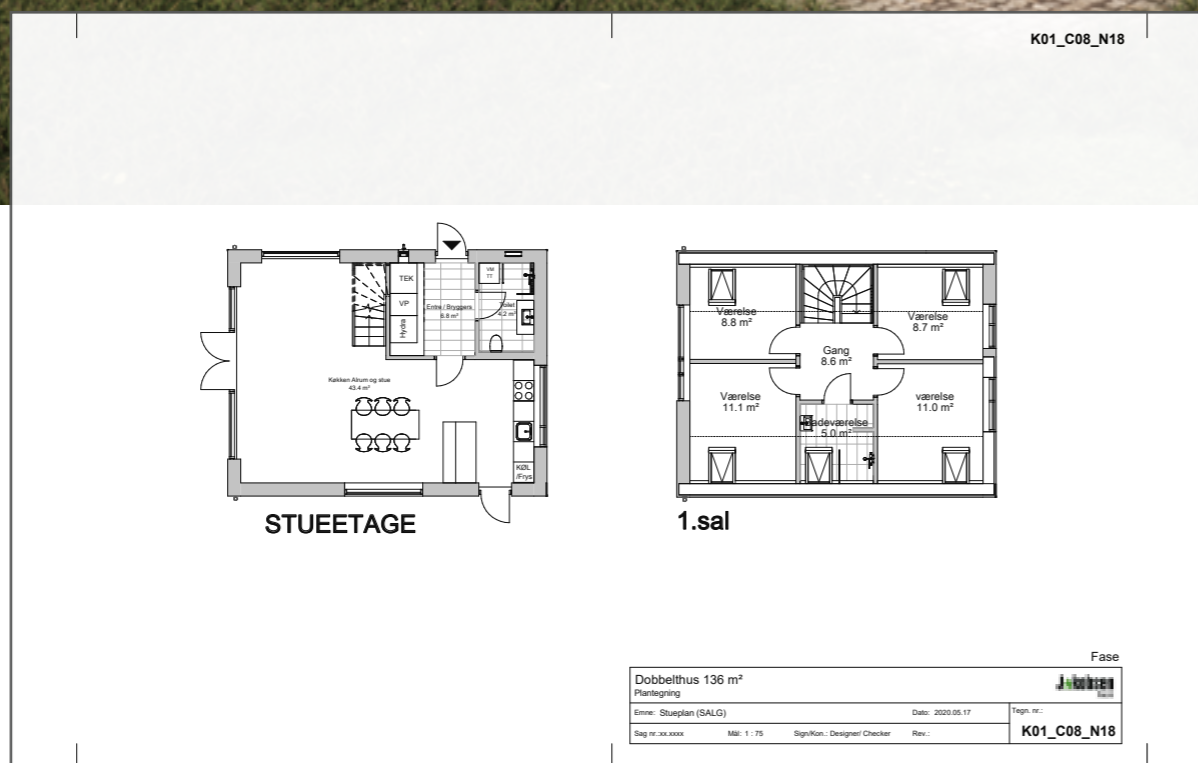 K01_C08_N18
TEK
VP
Hydra
VM
TT
Entre / Bryggers
6.8 m²
Toilet
4.2 m²
Køkken Alrum og stue
43.4 m²
KØL
/Frys
STUEETAGE
Værelse
8.8 m²
Værelse
8.7 m²
Gang
8.6 m²
Værelse
11.1 m²
værelse
11.0 m²
Badeværelse
5.0 m²
1.sal
Fase
Dobbelthus 136 m²
Plantegning
Emne: Stueplan (SALG)
Dato: 2020.05.17
Tegn. nr.:
Sag nr.:xx.xxxx
Mål: 1 : 75
Sign/Kon.: Designer/ Checker
Rev.:
K01_C08_N18